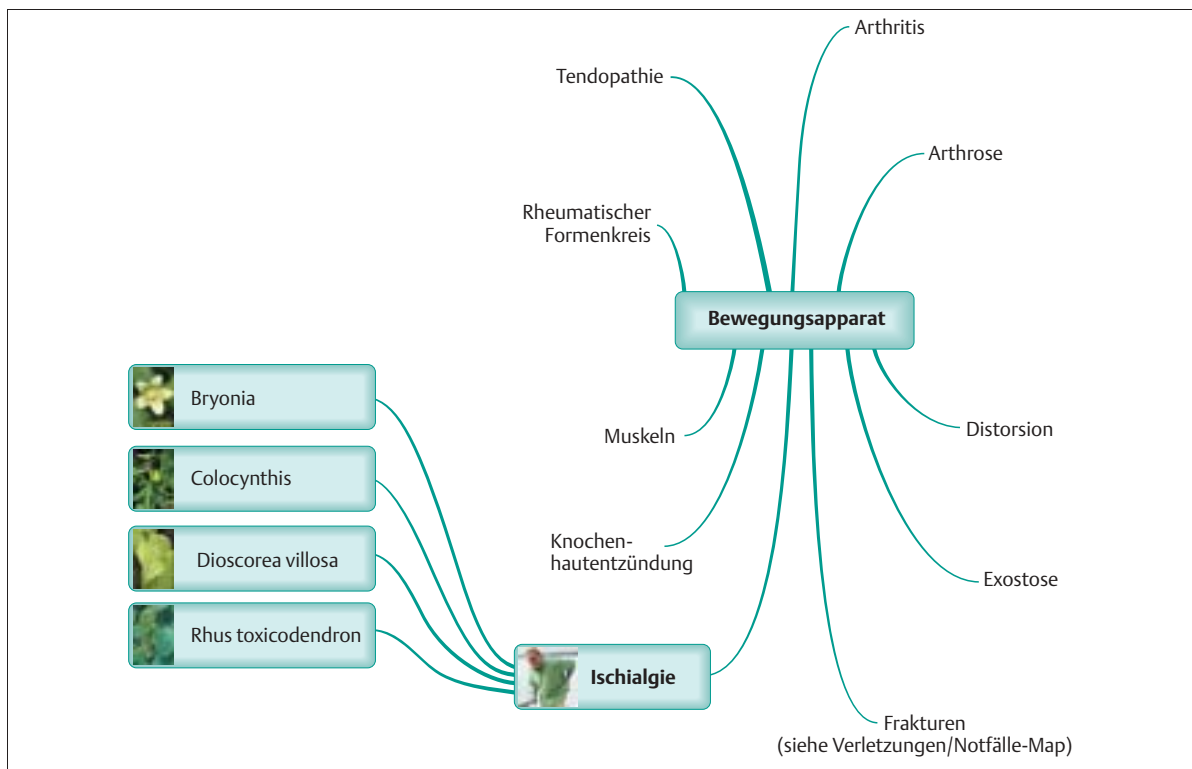 Arthritis
Tendopathie
Arthrose
Rheumatischer
Formenkreis
Bewegungsapparat
Bryonia
Muskeln
Distorsion
Colocynthis
Knochen-
hautentzündung
Dioscorea villosa
Exostose
Rhus toxicodendron
Ischialgie
Frakturen
(siehe Verletzungen/Notfälle-Map)